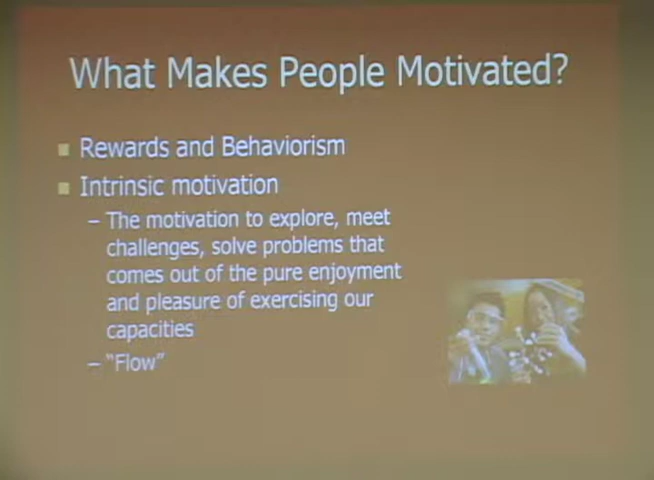 What Makes People Motivated?
Rewards and Behaviorism
Intrinsic motivation
– The motivation to explore, meet
challenges, solve problems that
comes out of the pure enjoyment
and pleasure of exercising our
capacities
– “Flow”